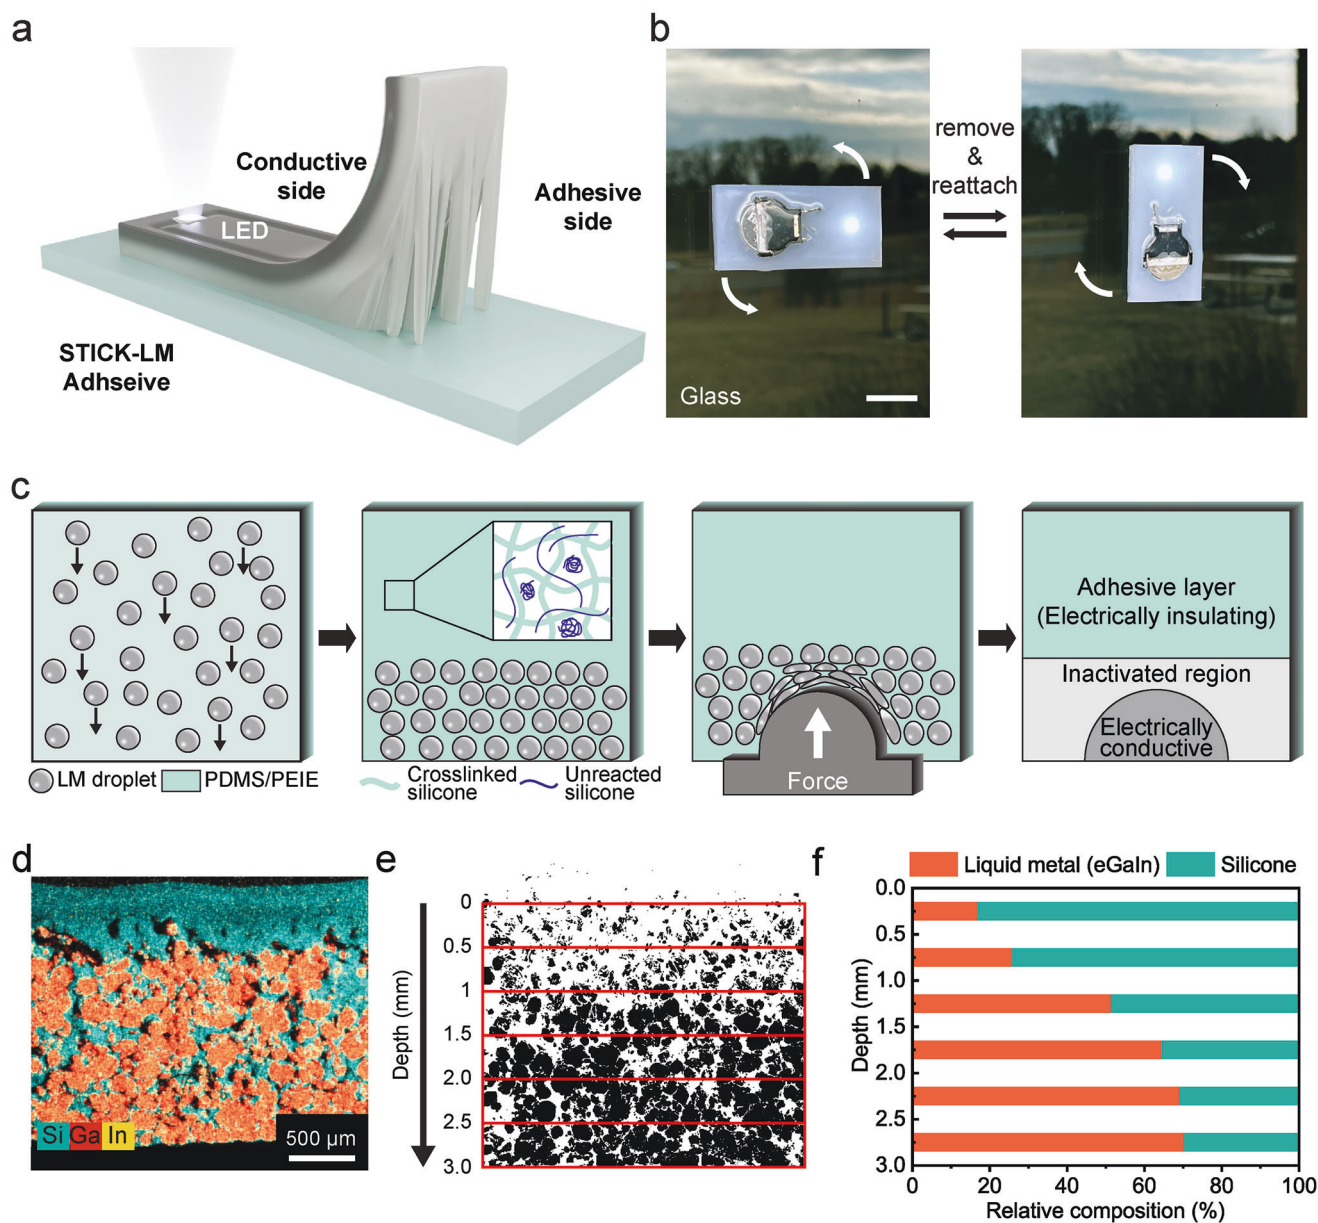 a
Conductive
side
Adhesive
side
LED
STICK-LM
Adhseive
b
remove
&
reattach
Glass
c
LM droplet
PDMS/PEIE
Crosslinked
silicone
Unreacted
silicone
Force
Adhesive layer
(Electrically insulating)
Inactivated region
Electrically
conductive
d
Si Ga In
500 µm
e
Depth (mm)
0
0.5
1
1.5
2.0
2.5
3.0
f
Liquid metal (eGaIn)
Silicone
Depth (mm)
0.0
0.5
1.0
1.5
2.0
2.5
3.0
0 20 40 60 80 100
Relative composition (%)